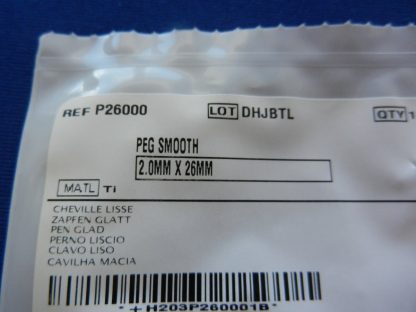 REF P26000 LOT DHJBTL QTY 1
PEG SMOOTH
2.0MM X 26MM
MATL Ti
CHEVILLE LISSE
ZAPFEN GLATT
PEN GLAD
PERNO LISCIO
CLAVO LISO
CAVILHA MACIA
*+H203P260001B*